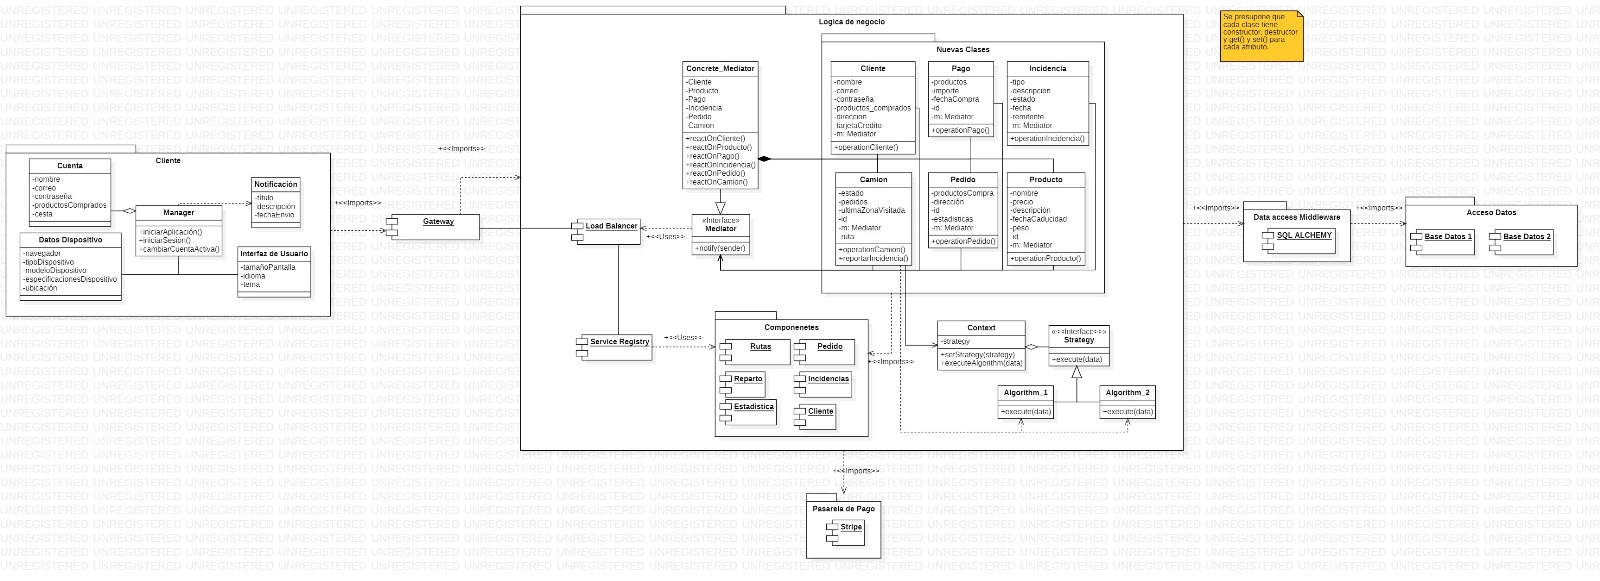 Cliente
Cuenta
-nombre
-correo
-contraseña
-productosComprados
-cesta
Manager
+iniciarAplicación()
+iniciarSesión()
+cambiarCuentaActiva()
Notificación
-título
descripción
-fechaEnvio
Datos Dispositivo
-navegador
-tipoDispositivo
-modeloDispositivo
-especificacionesDispositivo
-ubicación
Interfaz de Usuario
-tamañoPantalla
-idioma
-tema
+<<Imports>>
Gateway
+<<Imports>>
Logica de negocio
Load Balancer
Service Registry
+<<Uses>>
+<<Uses>>
Concrete_Mediator
-Cliente
-Producto
-Pago
-Incidencia
-Pedido
Camion
+reactOnCliente()
+reactOnProducto()
+reactOnPago()
+reactOnIncidencia()
+reactOnPedido()
+reactOnCamion()
«Interface»
Mediator
+notify(sender)
Nuevas Clases
Cliente
-nombre
-correo
-contraseña
-productos_comprados
-direccion
tarjetaCredito
-m: Mediator
+operationCliente()
Pago
-productos
-importe
-fechaCompra
-id
-m: Mediator
+operationPago()
Incidencia
-tipo
-descripcion
-estado
-fecha
-remitente
-m: Mediator
+operationIncidencia()
Camion
-estado
-pedidos
-ultimaZonaVisitada
-id
-m: Mediator
ruta
+operationCamion()
+reportarIncidencia()
Pedido
-productosCompra
-dirección
-id
-estadisticas
-m: Mediator
+operationPedido()
Producto
-nombre
-precio
-descripción
-fechaCaducidad
-peso
id
-m: Mediator
+operationProducto()
Componenetes
Rutas
Pedido
Reparto
Incidencias
Estadistica
Cliente
+<<Imports>>
Context
-strategy
+setStrategy(strategy)
+executeAlgorithm(data)
«<<Interface>>»
Strategy
+execute(data)
Algorithm_1
+execute(data)
Algorithm_2
+execute(data)
+<<Imports>>
Pasarela de Pago
Stripe
Se presupone que
cada clase tiene
constructor, destructor
y get() y set() para
cada atributo.
+<<Imports>>
Data access Middleware
SQL ALCHEMY
+<<Imports>>
Acceso Datos
Base Datos 1
Base Datos 2